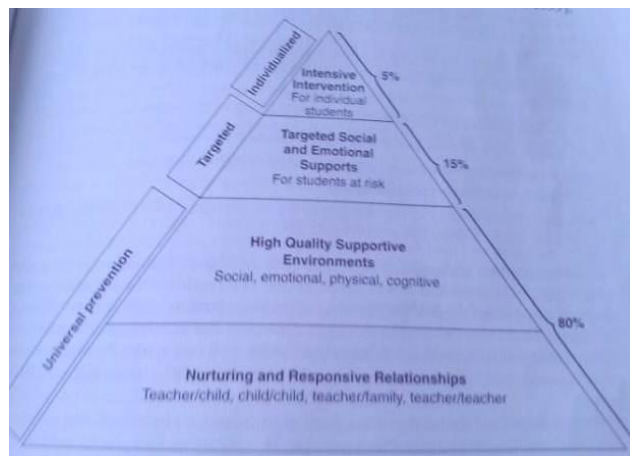 Individualized
Intensive
Intervention
For individual
students
5%
Targeted
Targeted Social
and Emotional
Supports
For students at risk
15%
Universal prevention
High Quality Supportive
Environments
Social, emotional, physical, cognitive
80%
Nurturing and Responsive Relationships
Teacher/child, child/child, teacher/family, teacher/teacher